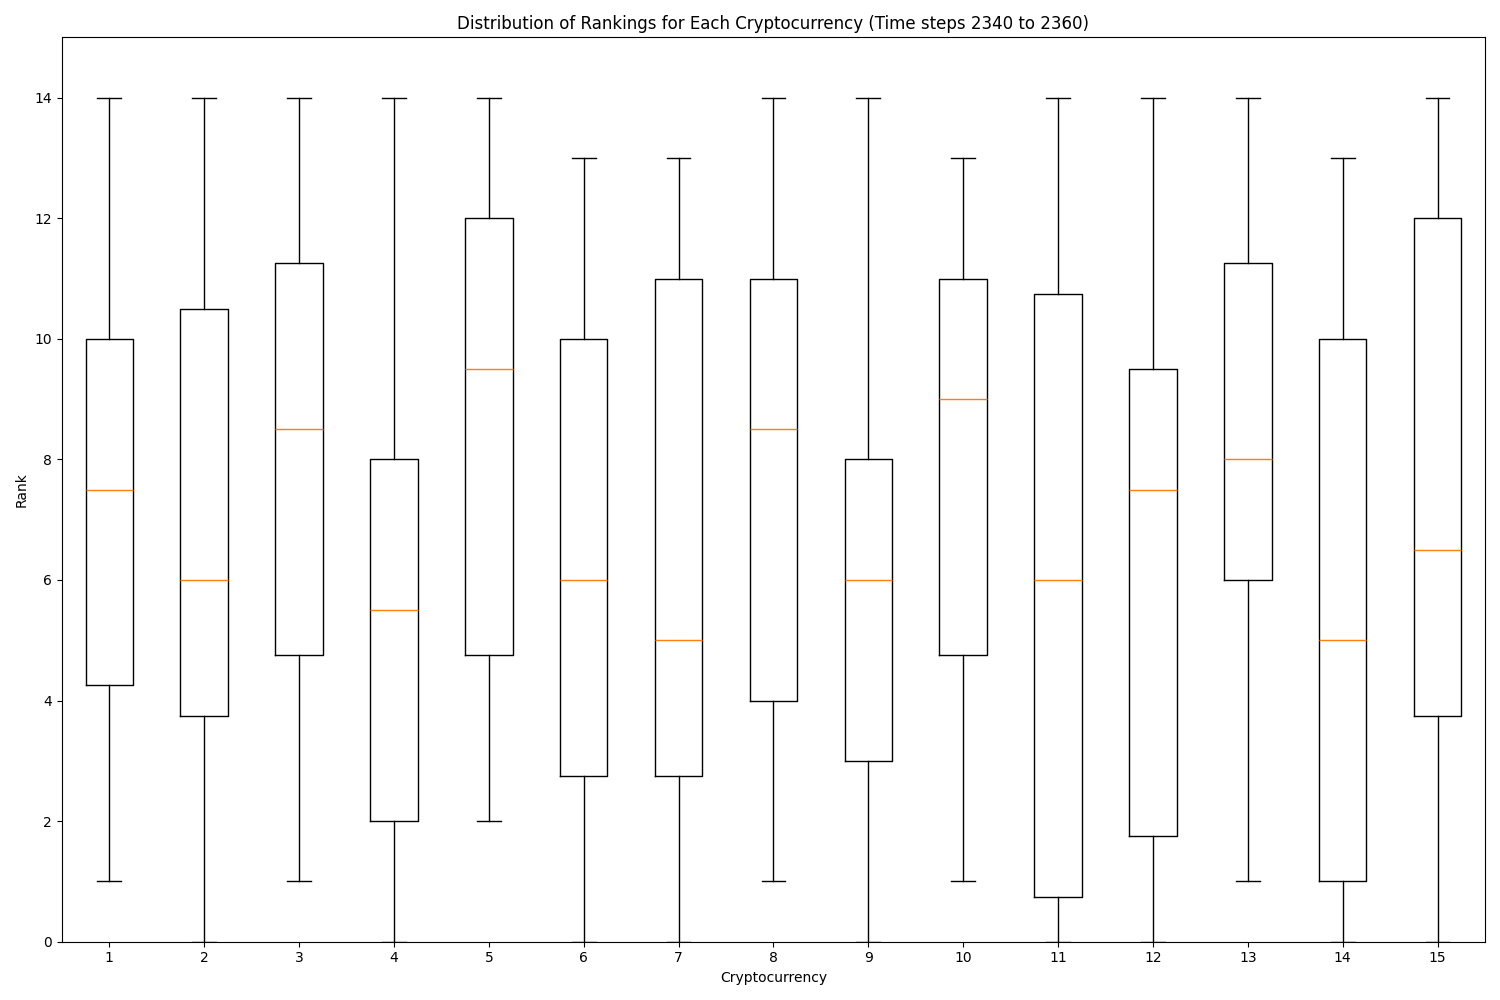 Distribution of Rankings for Each Cryptocurrency (Time steps 2340 to 2360)
Rank
14
12
10
8
6
4
2
0
1 2 3 4 5 6 7 8 9 10 11 12 13 14 15
Cryptocurrency